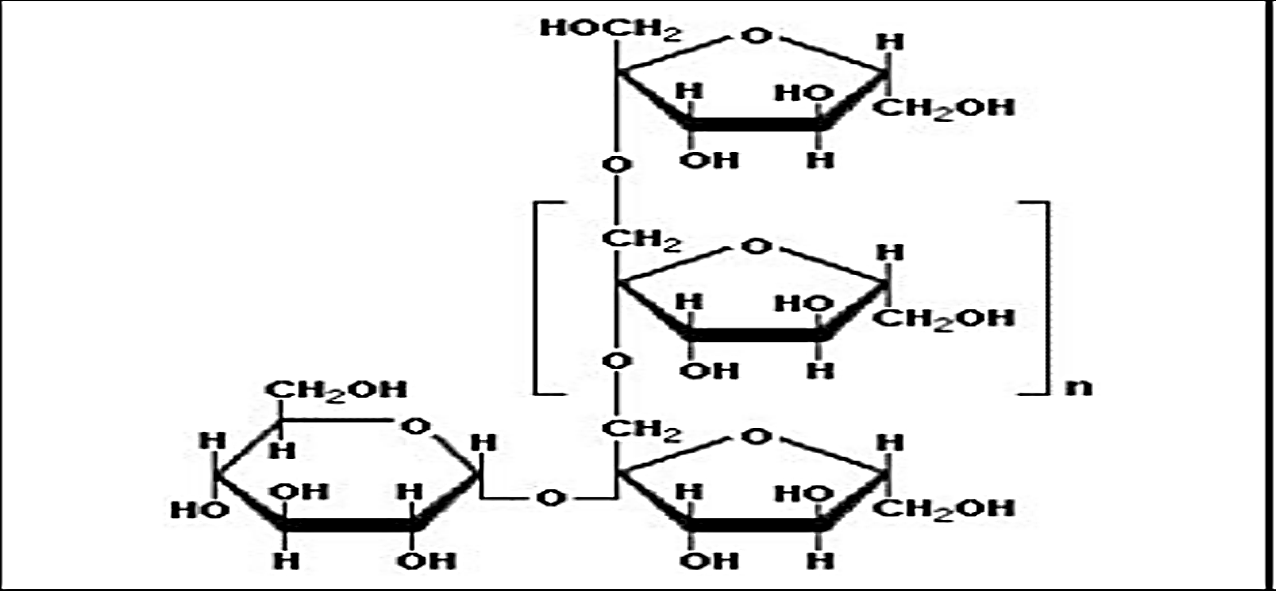 HOCH₂ O H
H HO CH₂OH
O OH H
CH₂ O H
H HO CH₂OH
O OH H n
CH₂OH CH₂ O H
H O H
H OH H O H HO CH₂OH
HO H OH OH H